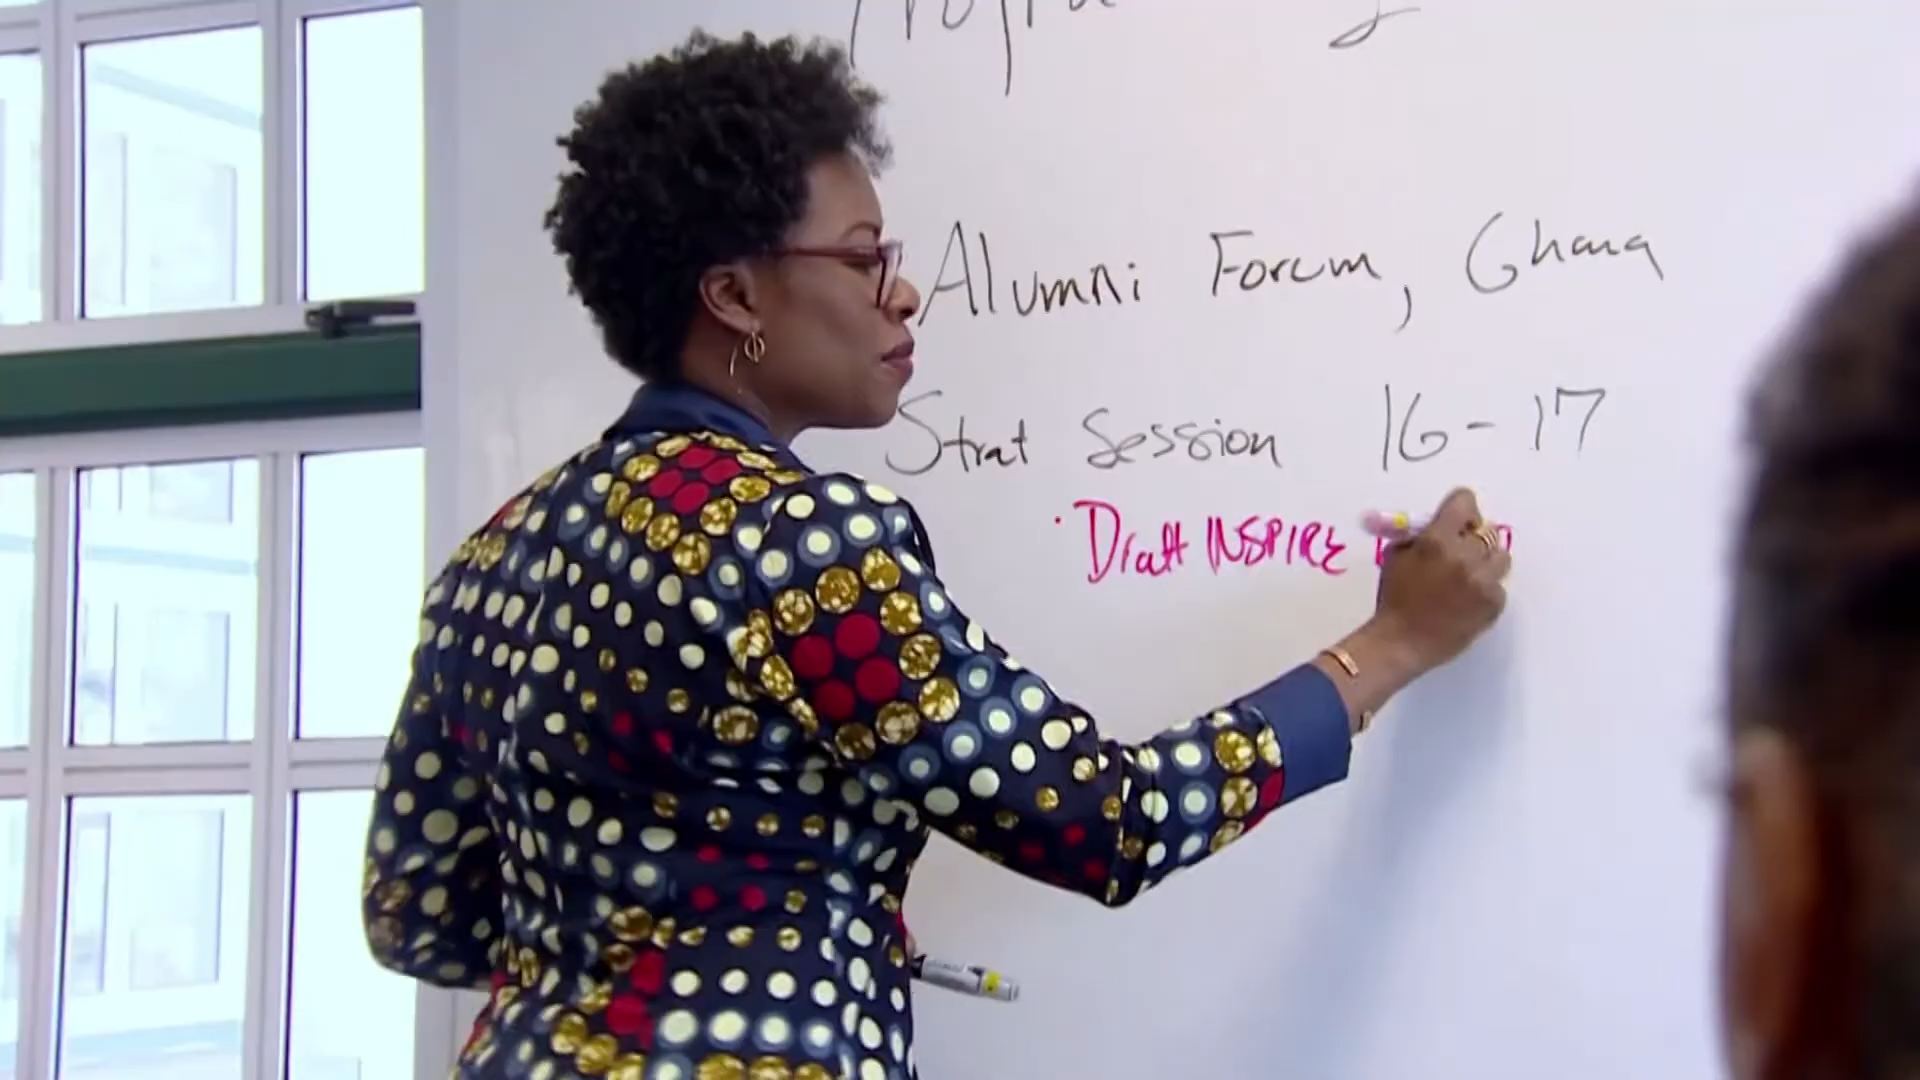 Alumni Forum, Ghana
Strat Session 16-17
· Draft INSPIRE